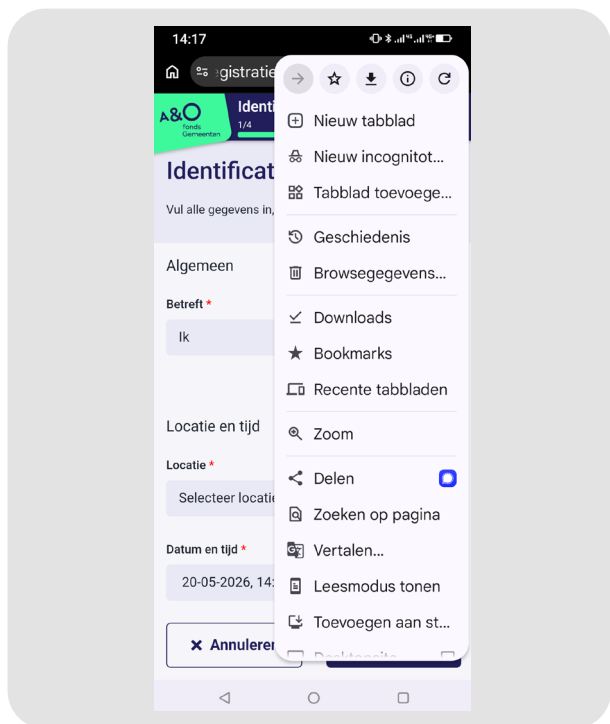 14:17
gistratie
A&O
fonds
Gemeenten
Identi
1/4
Identificat
Vul alle gegevens in,
Algemeen
Betreft *
Ik
Locatie en tijd
Locatie *
Selecteer locatie
Datum en tijd *
20-05-2026, 14:
Annuleren
Nieuw tabblad
Nieuw incognitot...
Tabblad toevoege...
Geschiedenis
Browsegegevens...
Downloads
Bookmarks
Recente tabbladen
Zoom
Delen
Zoeken op pagina
Vertalen...
Leesmodus tonen
Toevoegen aan st...
Desktopsite